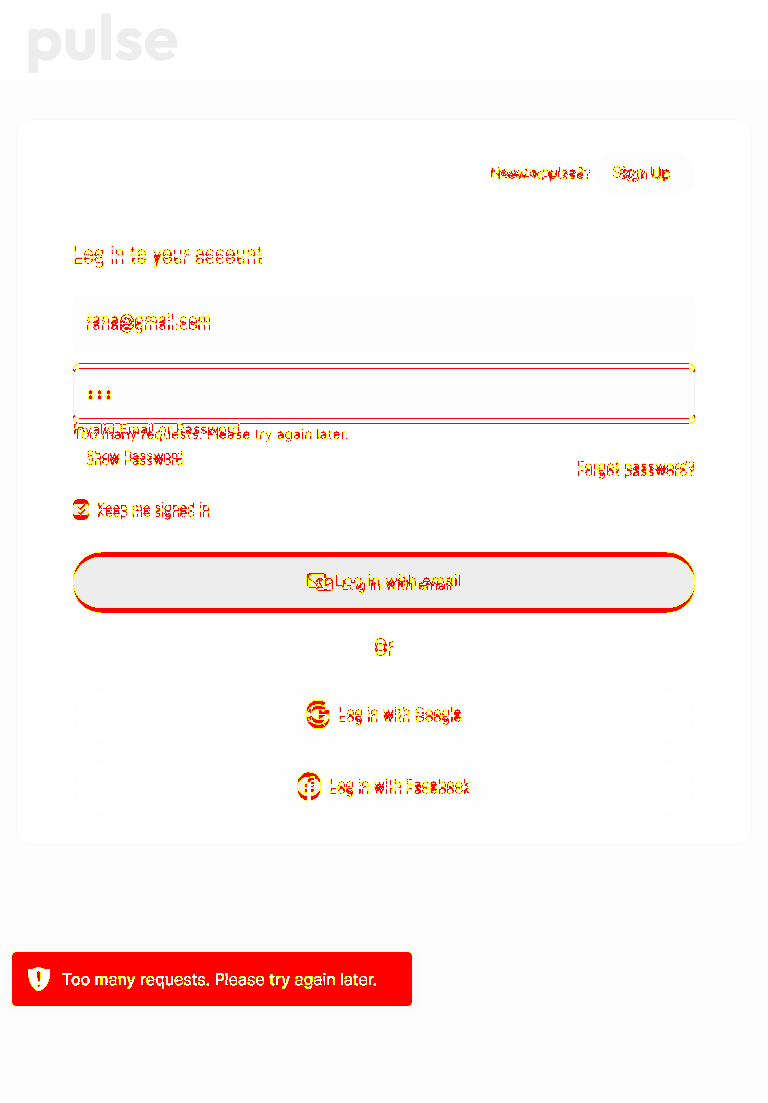 pulse
New to pulse? Sign Up
Log in to your account
rana@gmail.com
Invalid Email or Password
Too many requests. Please try again later.
Show Password
Forgot password?
Keep me signed in
Log in with email
Or
Log in with Google
Log in with Facebook
Too many requests. Please try again later.